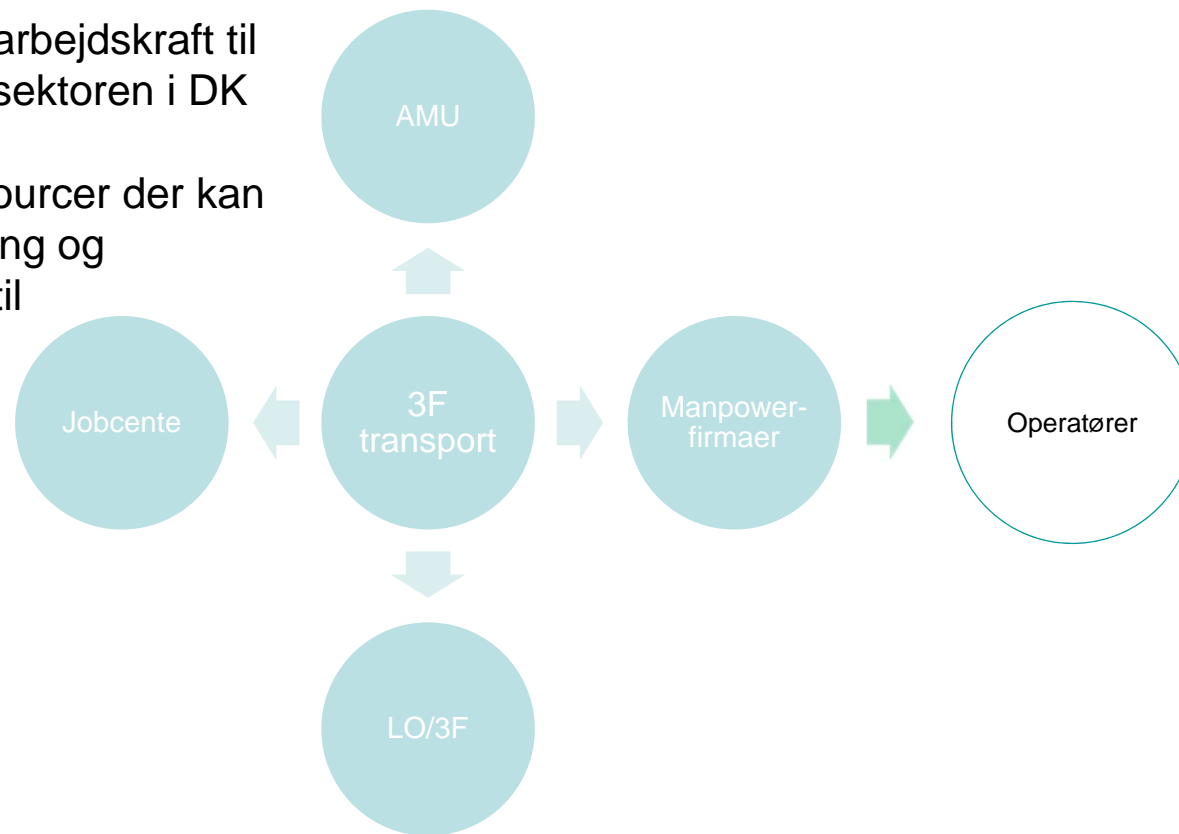 arbejdskraft til
sektoren i DK
ourcer der kan
ng og
til
AMU
Jobcente
3F
transport
Manpower-
firmaer
Operatører
LO/3F